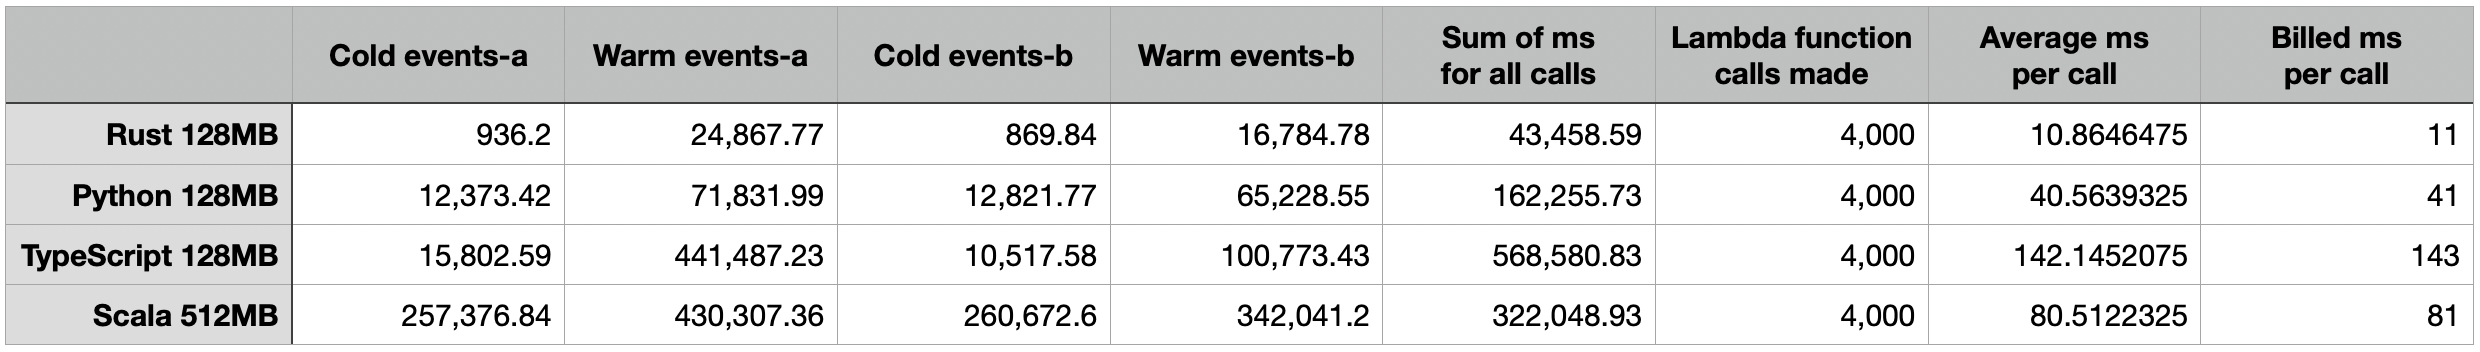 Cold events-a Warm events-a Cold events-b Warm events-b Sum of ms for all calls Lambda function calls made Average ms per call Billed ms per call
Rust 128MB 936.2 24,867.77 869.84 16,784.78 43,458.59 4,000 10.8646475 11
Python 128MB 12,373.42 71,831.99 12,821.77 65,228.55 162,255.73 4,000 40.5639325 41
TypeScript 128MB 15,802.59 441,487.23 10,517.58 100,773.43 568,580.83 4,000 142.1452075 143
Scala 512MB 257,376.84 430,307.36 260,672.6 342,041.2 322,048.93 4,000 80.5122325 81